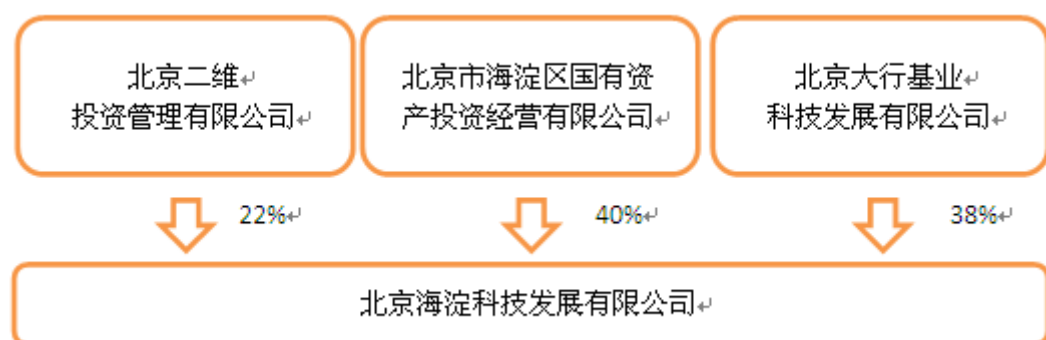 北京二维
投资管理有限公司
北京市海淀区国有资
产投资经营有限公司
北京大行基业
科技发展有限公司
22%
40%
38%
北京海淀科技发展有限公司